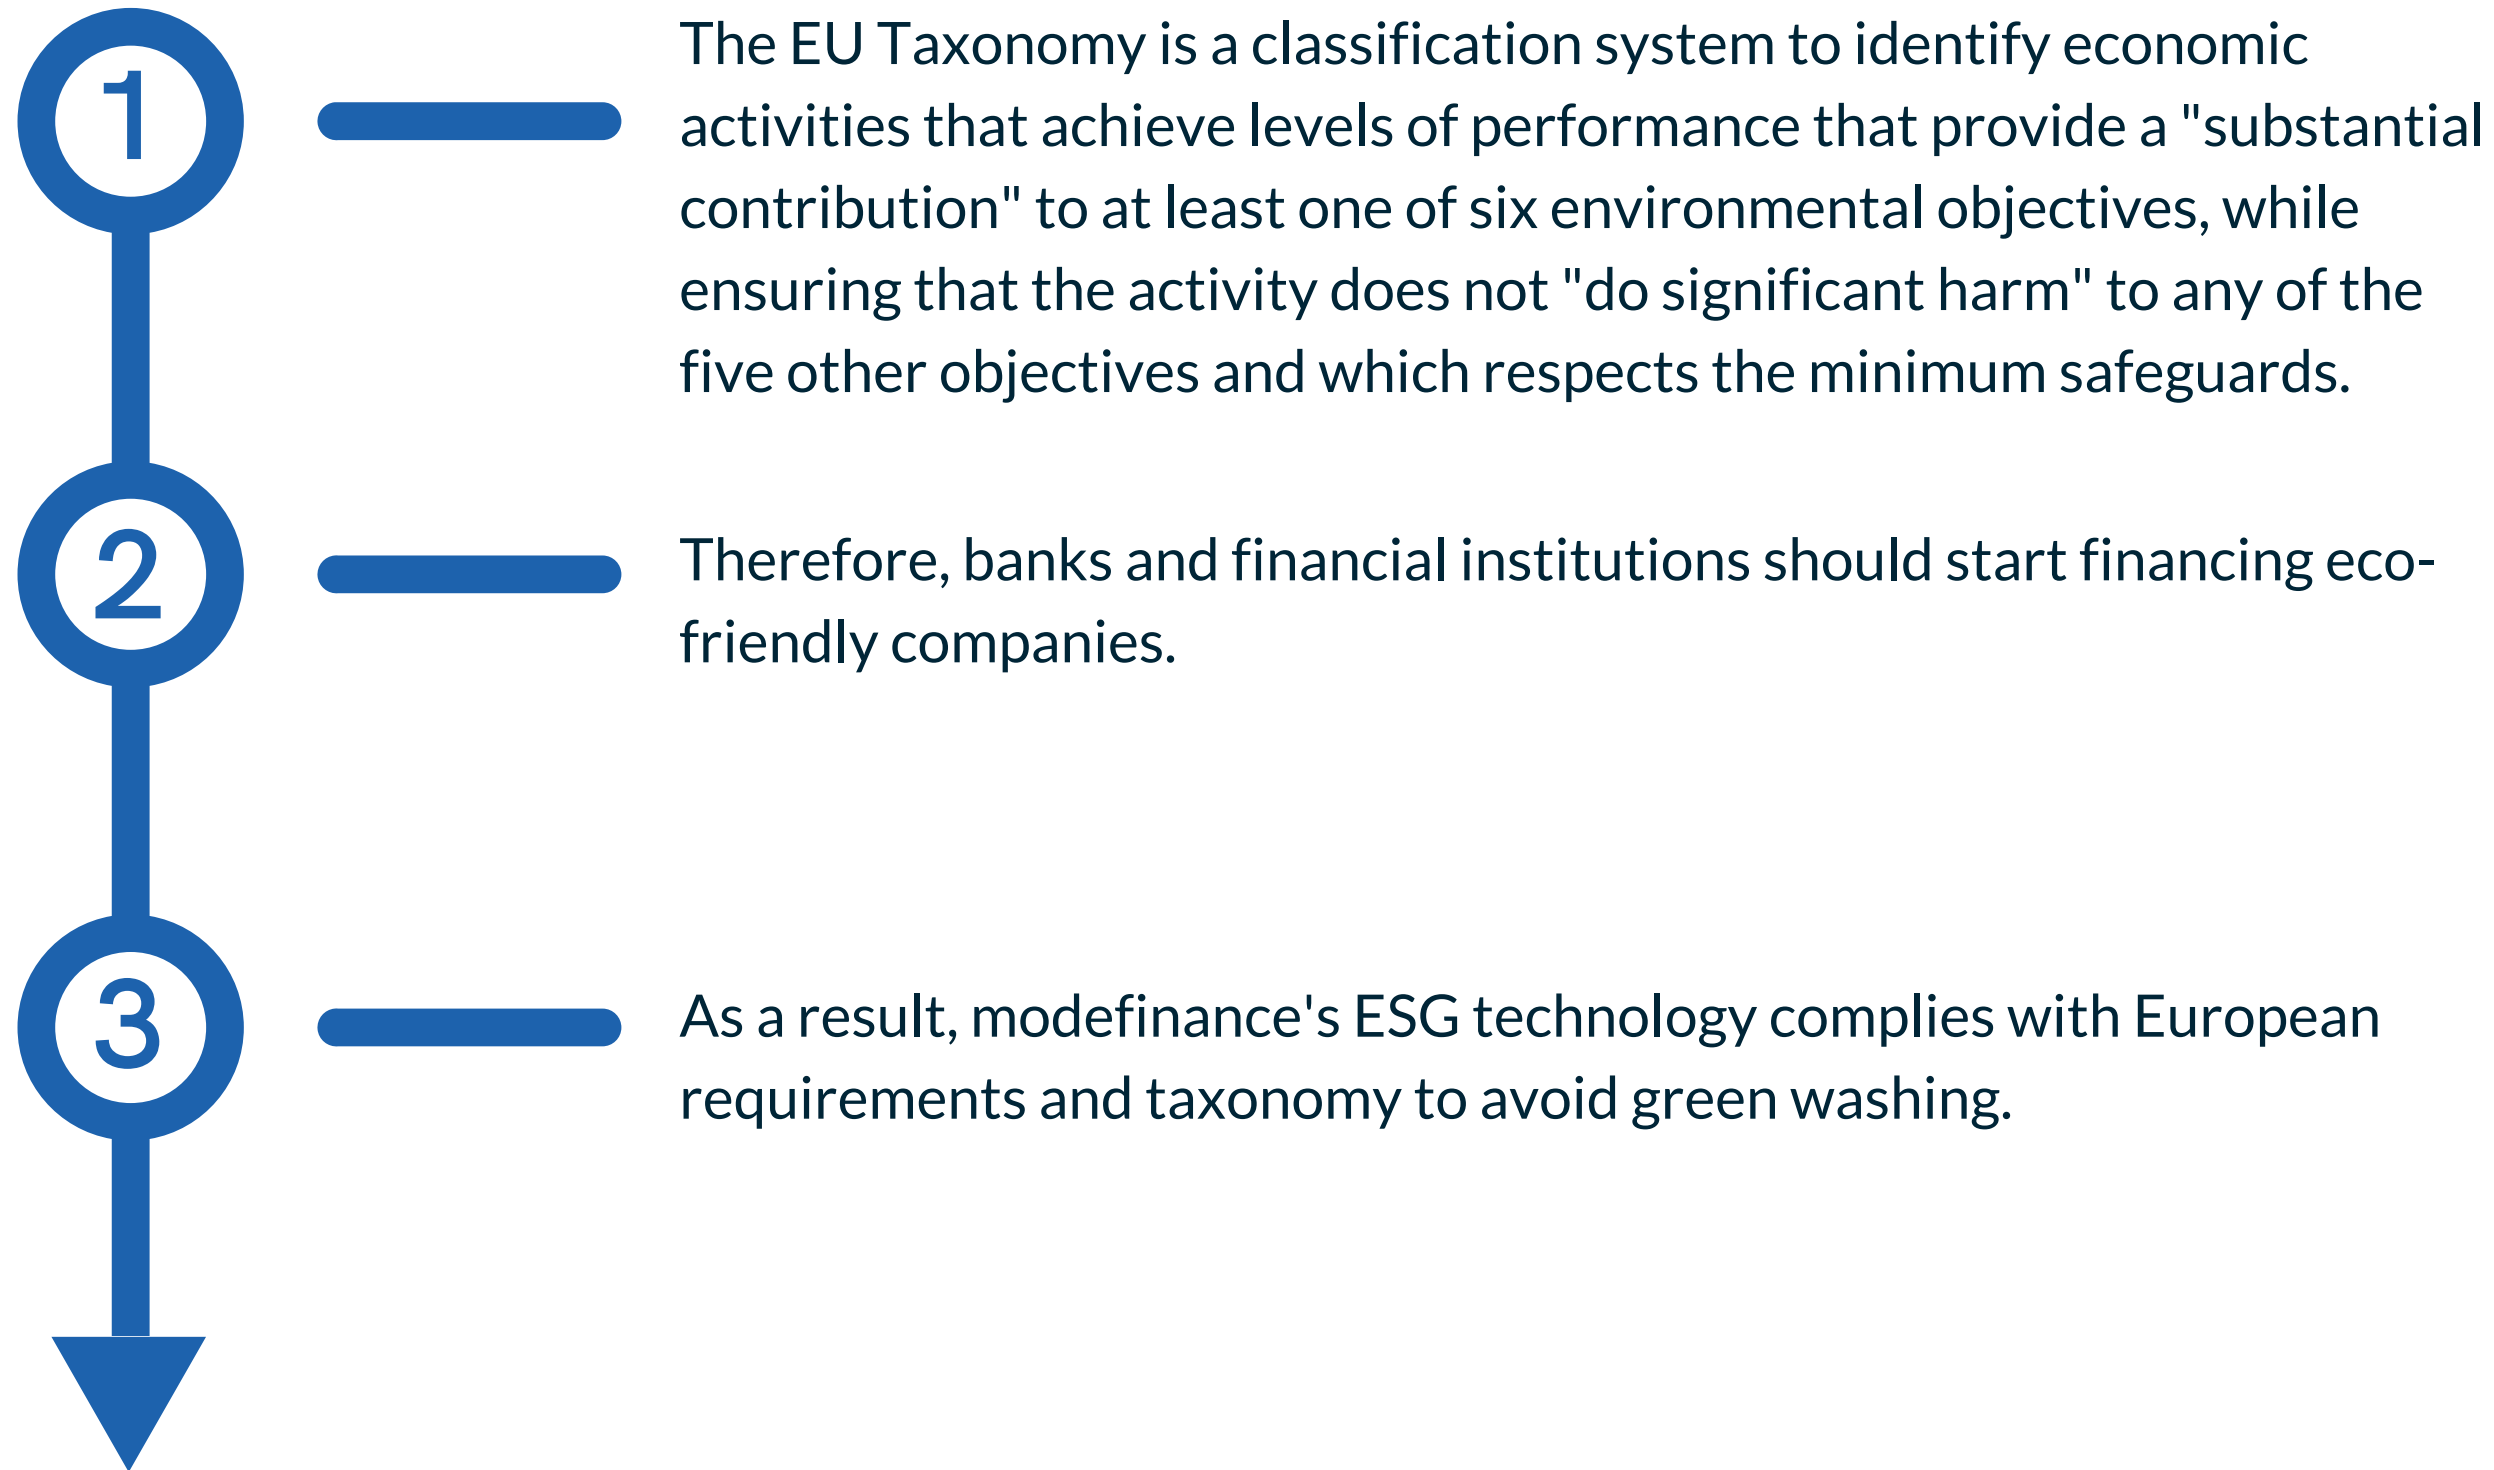 1
The EU Taxonomy is a classification system to identify economic
activities that achieve levels of performance that provide a "substantial
contribution" to at least one of six environmental objectives, while
ensuring that the activity does not "do significant harm" to any of the
five other objectives and which respects the minimum safeguards.
2
Therefore, banks and financial institutions should start financing eco-
friendly companies.
3
As a result, modefinance's ESG technology complies with European
requirements and taxonomy to avoid green washing.